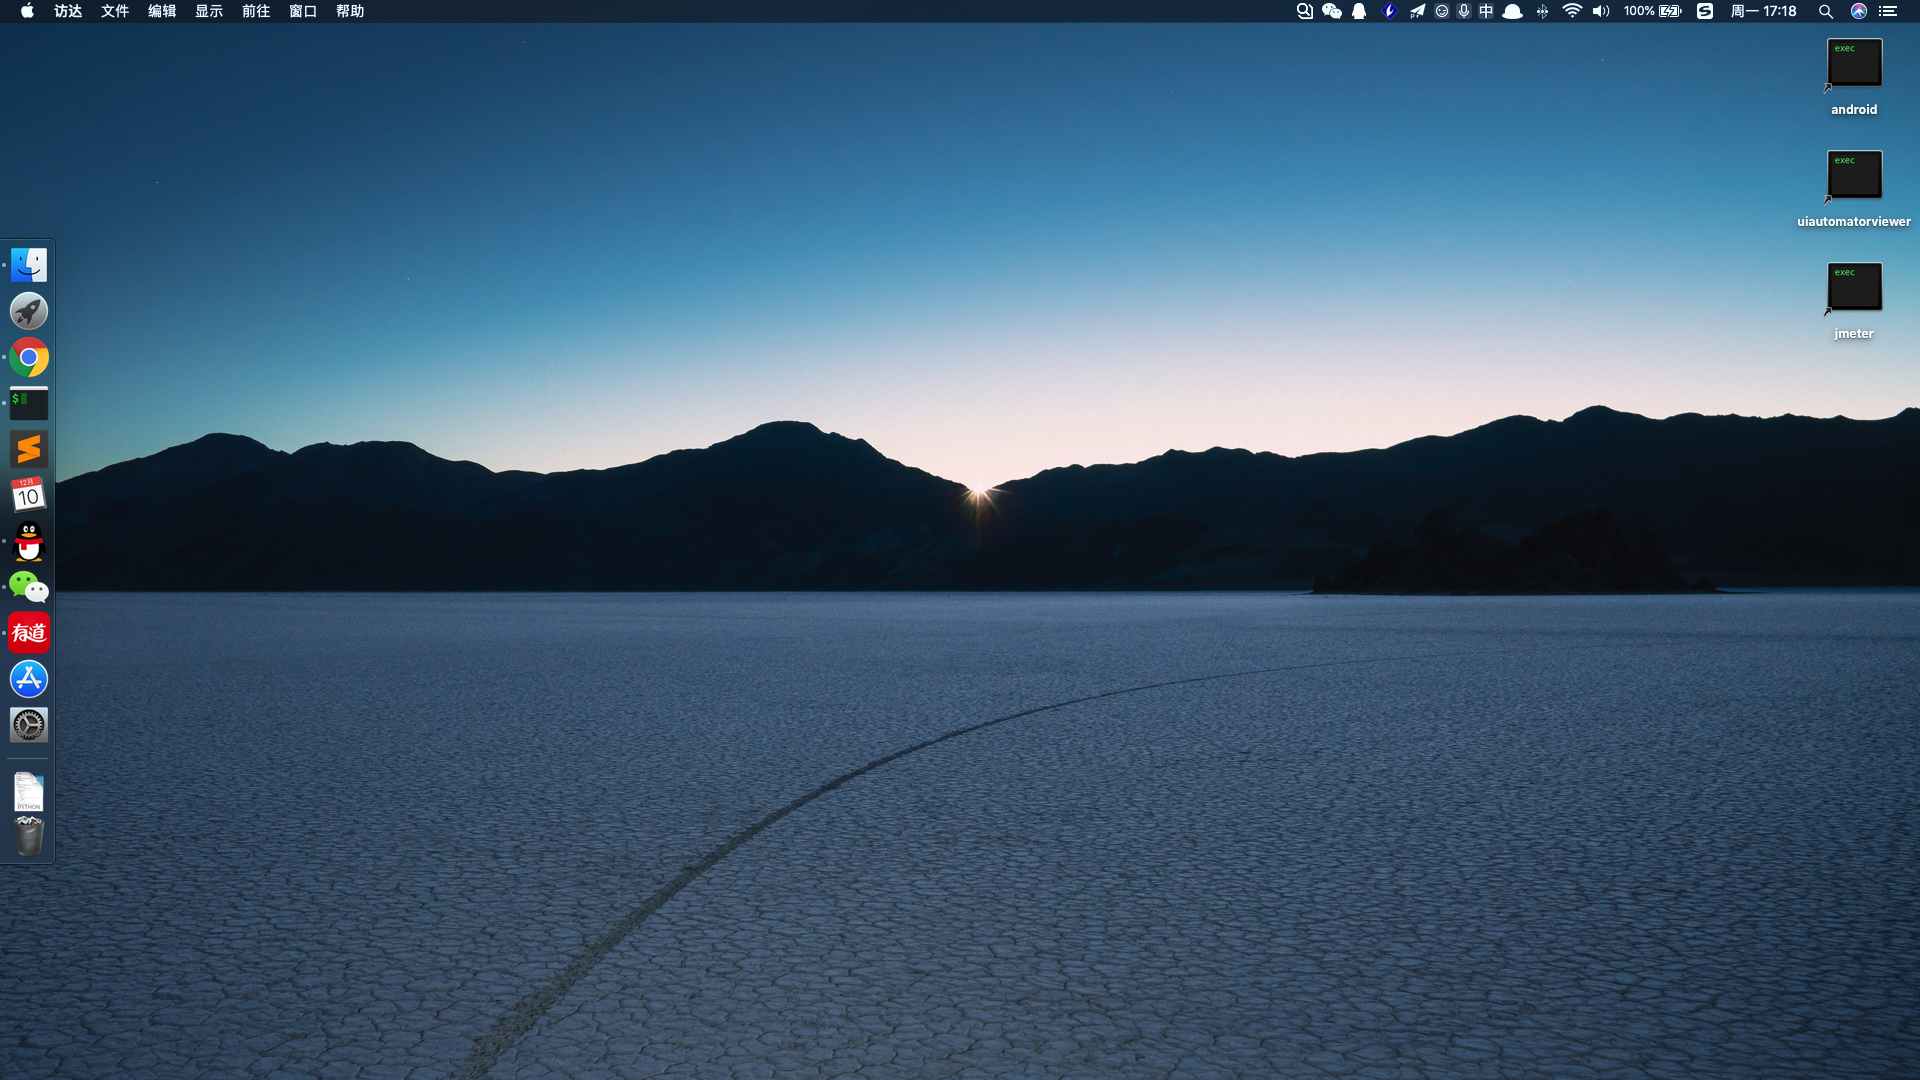 访达 文件 编辑 显示 前往 窗口 帮助
中 100% 周一 17:18
exec
android
exec
uiautomatorviewer
exec
jmeter
$
12月
10
有道
PYTHON